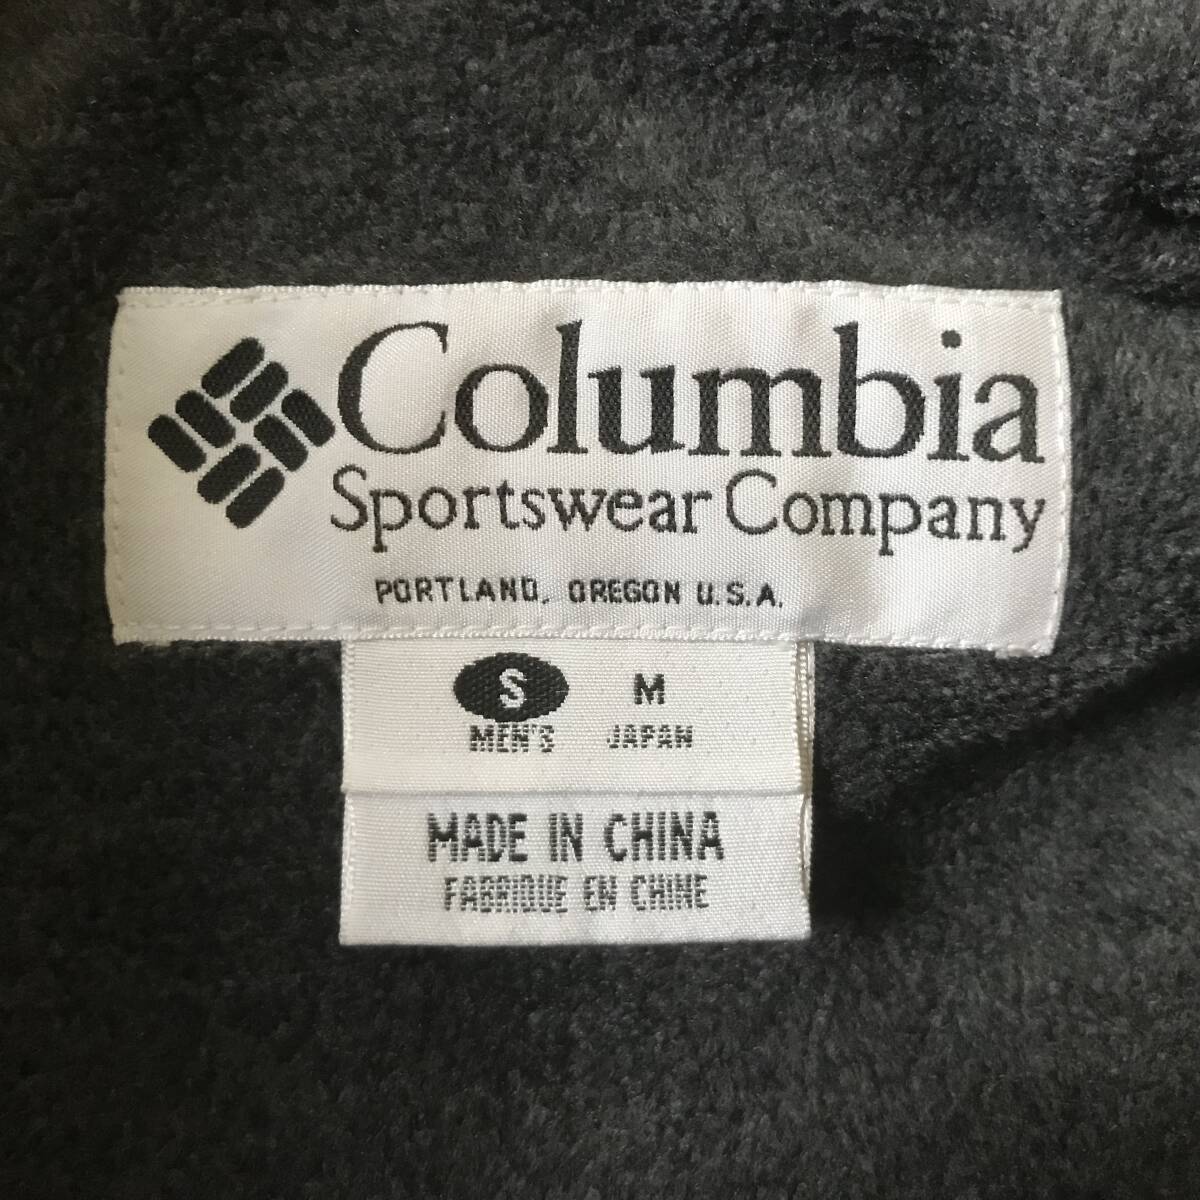 Columbia
Sportswear Company
PORTLAND, OREGON U.S.A.
S M
MEN'S JAPAN
MADE IN CHINA
FABRIQUE EN CHINE